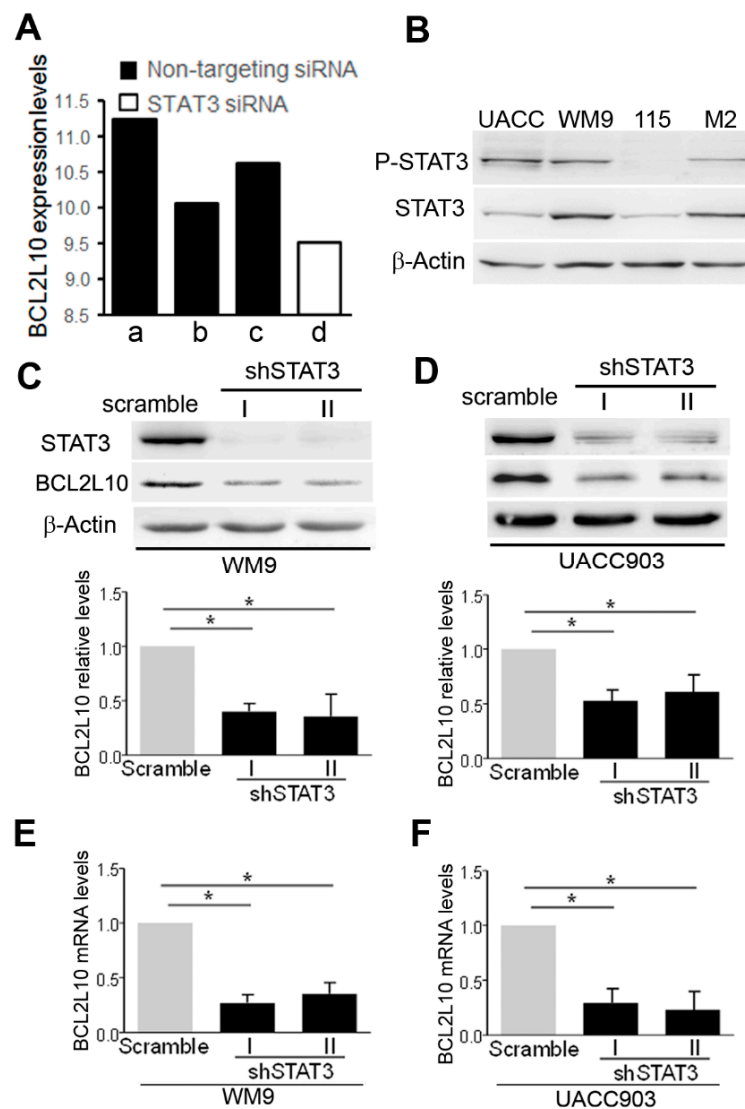 A
Non-targeting siRNA
STAT3 siRNA
BCL2L10 expression levels
11.5
11.0
10.5
10.0
9.5
9.0
8.5
a b c d
B
UACC WM9 115 M2
P-STAT3
STAT3
β-Actin
C
shSTAT3
scramble I II
STAT3
BCL2L10
β-Actin
WM9
BCL2L10 relative levels
1.5
1.0
0.5
0.0
*
*
Scramble I II
shSTAT3
D
shSTAT3
scramble I II
UACC903
BCL2L10 relative levels
1.5
1.0
0.5
0.0
*
*
Scramble I II
shSTAT3
E
BCL2L10 mRNA levels
1.5
1.0
0.5
0.0
*
*
Scramble I II
shSTAT3
WM9
F
BCL2L10 mRNA levels
1.5
1.0
0.5
0.0
*
*
Scramble I II
shSTAT3
UACC903